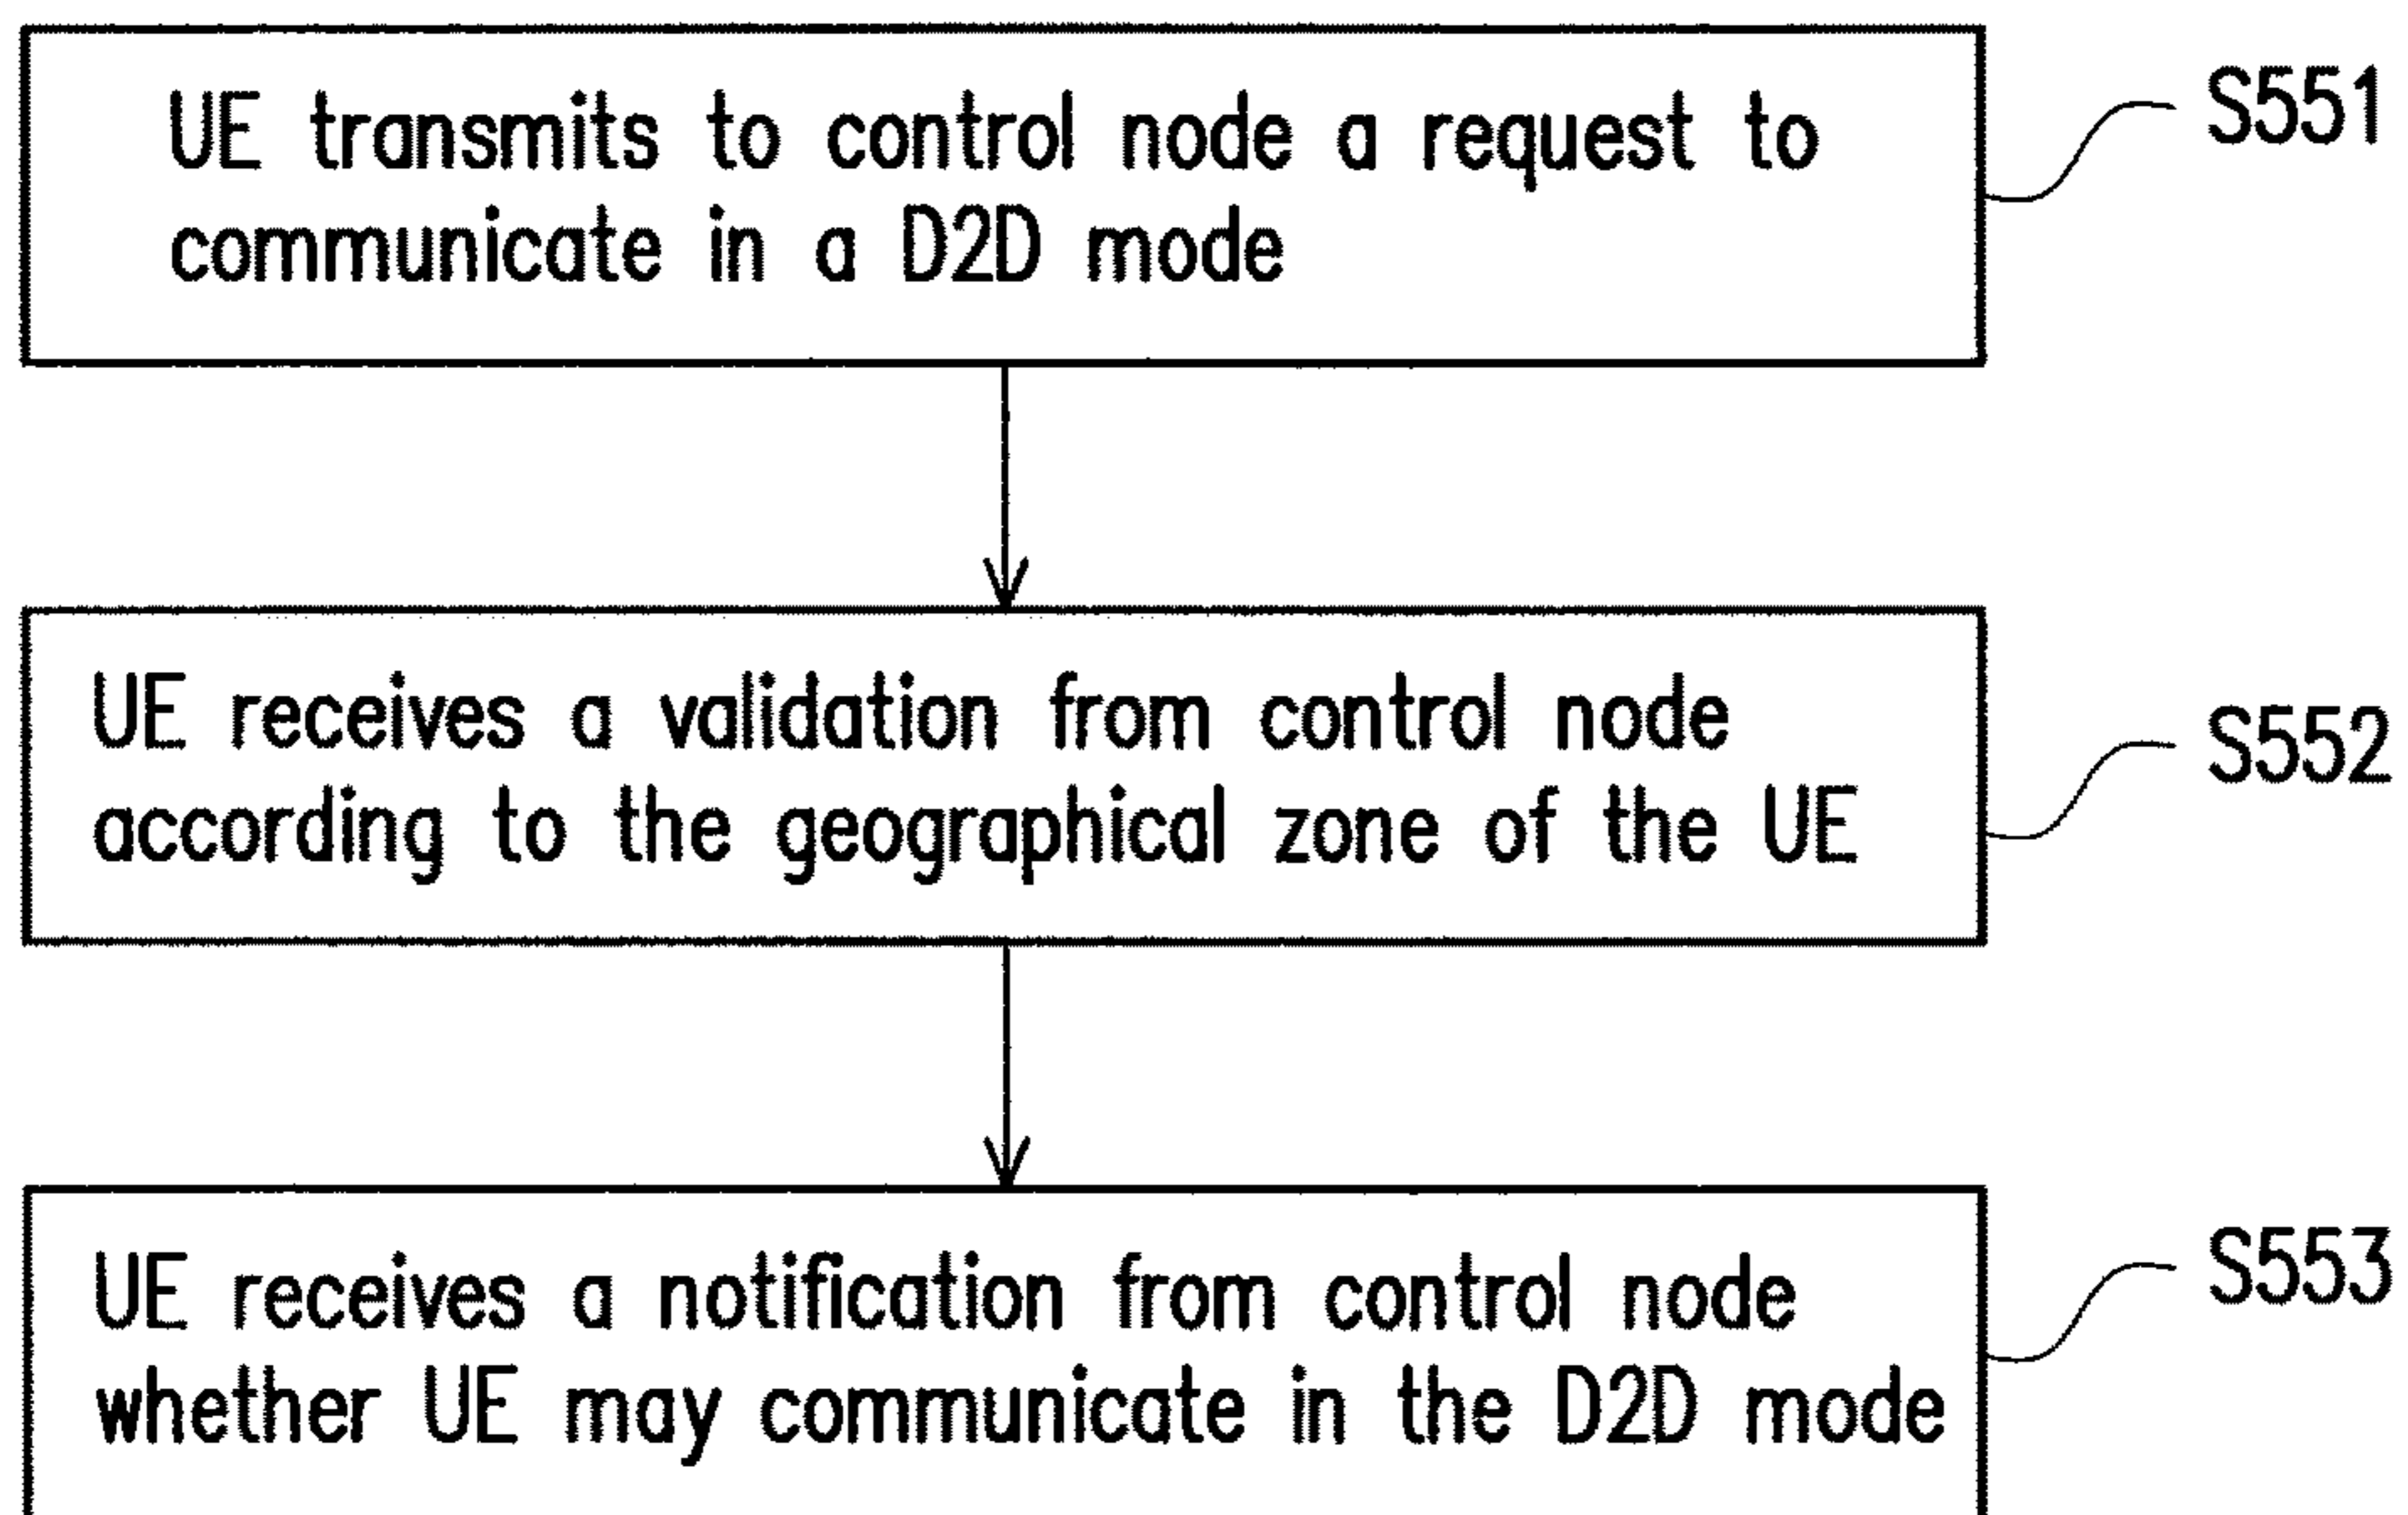 UE transmits to control node a request to
communicate in a D2D mode
S551
UE receives a validation from control node
according to the geographical zone of the UE
S552
UE receives a notification from control node
whether UE may communicate in the D2D mode
S553